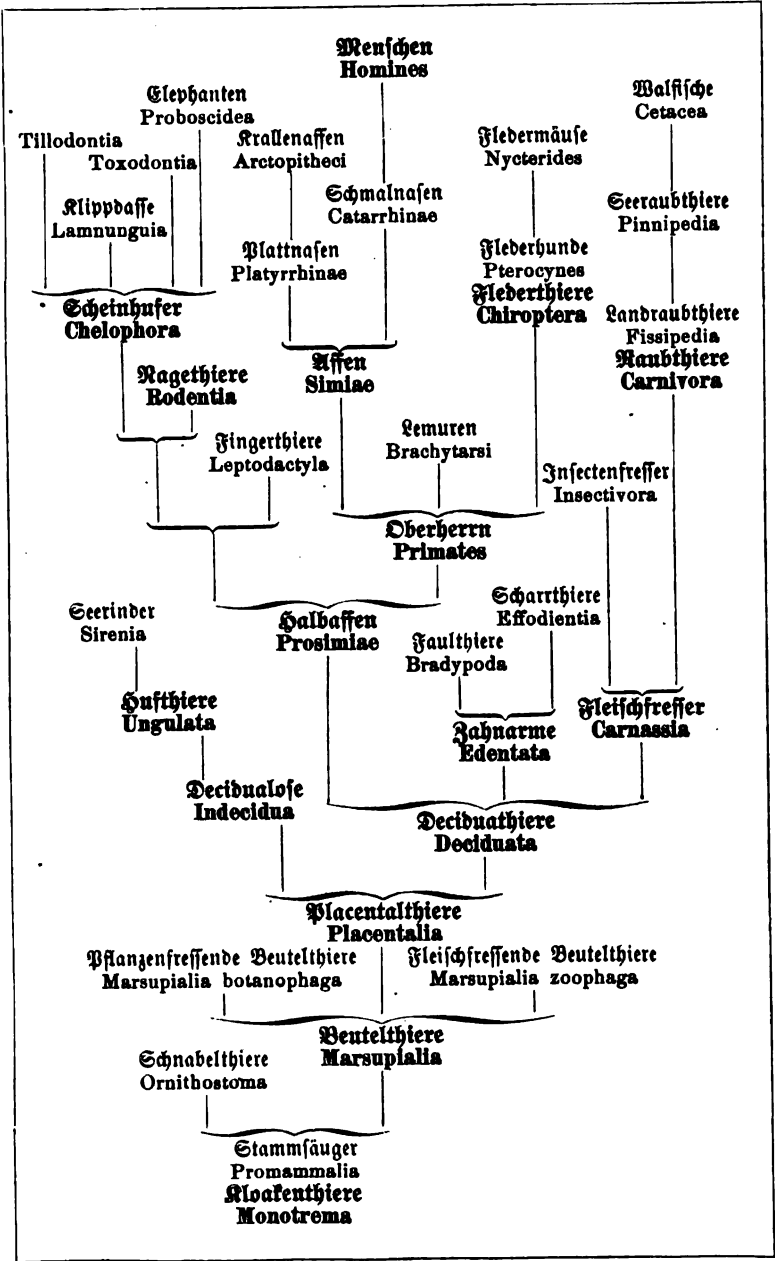 Menſchen
Homines
Elephanten
Proboscidea
Walfiſche
Cetacea
Tillodontia
Toxodontia
Krallenaffen
Arctopitheci
Fledermäuſe
Nycterides
Klippdaſſe
Lamnunguia
Schmalnaſen
Catarrhinae
Seeraubthiere
Pinnipedia
Plattnaſen
Platyrrhinae
Flederhunde
Pterocynes
Flederthiere
Chiroptera
Scheinhufer
Chelophora
Landraubthiere
Fissipedia
Raubthiere
Carnivora
Affen
Simiae
Nagethiere
Rodentia
Fingerthiere
Leptodactyla
Lemuren
Brachytarsi
Inſectenfreſſer
Insectivora
Oberherrn
Primates
Seerinder
Sirenia
Halbaffen
Prosimiae
Scharrthiere
Effodientia
Faulthiere
Bradypoda
Hufthiere
Ungulata
Zahnarme
Edentata
Fleiſchfreſſer
Carnassia
Decidualoſe
Indecidua
Deciduathiere
Deciduata
Placentalthiere
Placentalia
Pflanzenfreſſende Beutelthiere
Marsupialia botanophaga
Fleiſchfreſſende Beutelthiere
Marsupialia zoophaga
Beutelthiere
Marsupialia
Schnabelthiere
Ornithostoma
Stammſäuger
Promammalia
Kloakenthiere
Monotrema